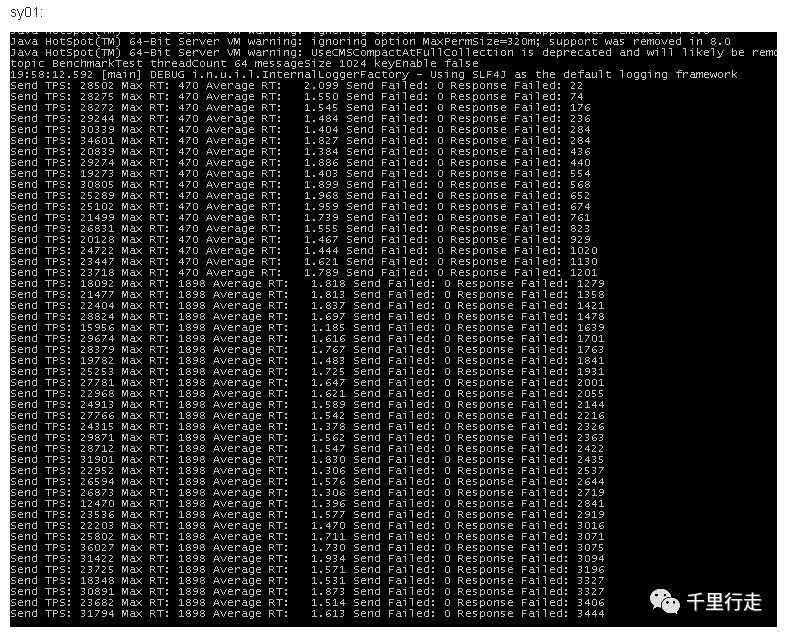 sy01:
Java HotSpot(TM) 64-Bit Server VM warning: ignoring option MaxPermSize=320m; support was removed in 8.0
Java HotSpot(TM) 64-Bit Server VM warning: UseCMSCompactAtFullCollection is deprecated and will likely be remo
topic BenchmarkTest threadCount 64 messageSize 1024 keyEnable false
19:58:12.592 [main] DEBUG i.n.u.i.l.InternalLoggerFactory - Using SLF4J as the default logging framework
Send TPS: 28502 Max RT: 470 Average RT:   2.099 Send Failed: 0 Response Failed: 22
Send TPS: 28275 Max RT: 470 Average RT:   1.550 Send Failed: 0 Response Failed: 74
Send TPS: 28272 Max RT: 470 Average RT:   1.545 Send Failed: 0 Response Failed: 176
Send TPS: 29244 Max RT: 470 Average RT:   1.484 Send Failed: 0 Response Failed: 236
Send TPS: 30339 Max RT: 470 Average RT:   1.404 Send Failed: 0 Response Failed: 284
Send TPS: 34601 Max RT: 470 Average RT:   1.827 Send Failed: 0 Response Failed: 284
Send TPS: 20839 Max RT: 470 Average RT:   1.384 Send Failed: 0 Response Failed: 436
Send TPS: 29274 Max RT: 470 Average RT:   1.886 Send Failed: 0 Response Failed: 440
Send TPS: 19273 Max RT: 470 Average RT:   1.403 Send Failed: 0 Response Failed: 554
Send TPS: 30805 Max RT: 470 Average RT:   1.899 Send Failed: 0 Response Failed: 568
Send TPS: 25289 Max RT: 470 Average RT:   1.968 Send Failed: 0 Response Failed: 652
Send TPS: 25102 Max RT: 470 Average RT:   1.959 Send Failed: 0 Response Failed: 674
Send TPS: 21499 Max RT: 470 Average RT:   1.739 Send Failed: 0 Response Failed: 761
Send TPS: 26831 Max RT: 470 Average RT:   1.555 Send Failed: 0 Response Failed: 823
Send TPS: 20128 Max RT: 470 Average RT:   1.467 Send Failed: 0 Response Failed: 929
Send TPS: 24722 Max RT: 470 Average RT:   1.444 Send Failed: 0 Response Failed: 1020
Send TPS: 23447 Max RT: 470 Average RT:   1.621 Send Failed: 0 Response Failed: 1130
Send TPS: 23718 Max RT: 470 Average RT:   1.789 Send Failed: 0 Response Failed: 1201
Send TPS: 18092 Max RT: 1898 Average RT:   1.818 Send Failed: 0 Response Failed: 1279
Send TPS: 21477 Max RT: 1898 Average RT:   1.813 Send Failed: 0 Response Failed: 1358
Send TPS: 22404 Max RT: 1898 Average RT:   1.837 Send Failed: 0 Response Failed: 1421
Send TPS: 28824 Max RT: 1898 Average RT:   1.697 Send Failed: 0 Response Failed: 1478
Send TPS: 15956 Max RT: 1898 Average RT:   1.185 Send Failed: 0 Response Failed: 1639
Send TPS: 29674 Max RT: 1898 Average RT:   1.616 Send Failed: 0 Response Failed: 1701
Send TPS: 28379 Max RT: 1898 Average RT:   1.767 Send Failed: 0 Response Failed: 1763
Send TPS: 19782 Max RT: 1898 Average RT:   1.483 Send Failed: 0 Response Failed: 1841
Send TPS: 25253 Max RT: 1898 Average RT:   1.725 Send Failed: 0 Response Failed: 1931
Send TPS: 27781 Max RT: 1898 Average RT:   1.647 Send Failed: 0 Response Failed: 2001
Send TPS: 22968 Max RT: 1898 Average RT:   1.621 Send Failed: 0 Response Failed: 2055
Send TPS: 24913 Max RT: 1898 Average RT:   1.589 Send Failed: 0 Response Failed: 2144
Send TPS: 27766 Max RT: 1898 Average RT:   1.542 Send Failed: 0 Response Failed: 2216
Send TPS: 24315 Max RT: 1898 Average RT:   1.378 Send Failed: 0 Response Failed: 2326
Send TPS: 29871 Max RT: 1898 Average RT:   1.562 Send Failed: 0 Response Failed: 2363
Send TPS: 28712 Max RT: 1898 Average RT:   1.547 Send Failed: 0 Response Failed: 2422
Send TPS: 31901 Max RT: 1898 Average RT:   1.830 Send Failed: 0 Response Failed: 2435
Send TPS: 22952 Max RT: 1898 Average RT:   1.306 Send Failed: 0 Response Failed: 2537
Send TPS: 26594 Max RT: 1898 Average RT:   1.576 Send Failed: 0 Response Failed: 2644
Send TPS: 26873 Max RT: 1898 Average RT:   1.306 Send Failed: 0 Response Failed: 2719
Send TPS: 12470 Max RT: 1898 Average RT:   1.396 Send Failed: 0 Response Failed: 2841
Send TPS: 23536 Max RT: 1898 Average RT:   1.577 Send Failed: 0 Response Failed: 2919
Send TPS: 22203 Max RT: 1898 Average RT:   1.470 Send Failed: 0 Response Failed: 3016
Send TPS: 25802 Max RT: 1898 Average RT:   1.711 Send Failed: 0 Response Failed: 3071
Send TPS: 36027 Max RT: 1898 Average RT:   1.730 Send Failed: 0 Response Failed: 3075
Send TPS: 31422 Max RT: 1898 Average RT:   1.934 Send Failed: 0 Response Failed: 3094
Send TPS: 23725 Max RT: 1898 Average RT:   1.571 Send Failed: 0 Response Failed: 3196
Send TPS: 18348 Max RT: 1898 Average RT:   1.531 Send Failed: 0 Response Failed: 3327
Send TPS: 30891 Max RT: 1898 Average RT:   1.873 Send Failed: 0 Response Failed: 3327
Send TPS: 23682 Max RT: 1898 Average RT:   1.514 Send Failed: 0 Response Failed: 3406
Send TPS: 31794 Max RT: 1898 Average RT:   1.613 Send Failed: 0 Response Failed: 3444
千里行走